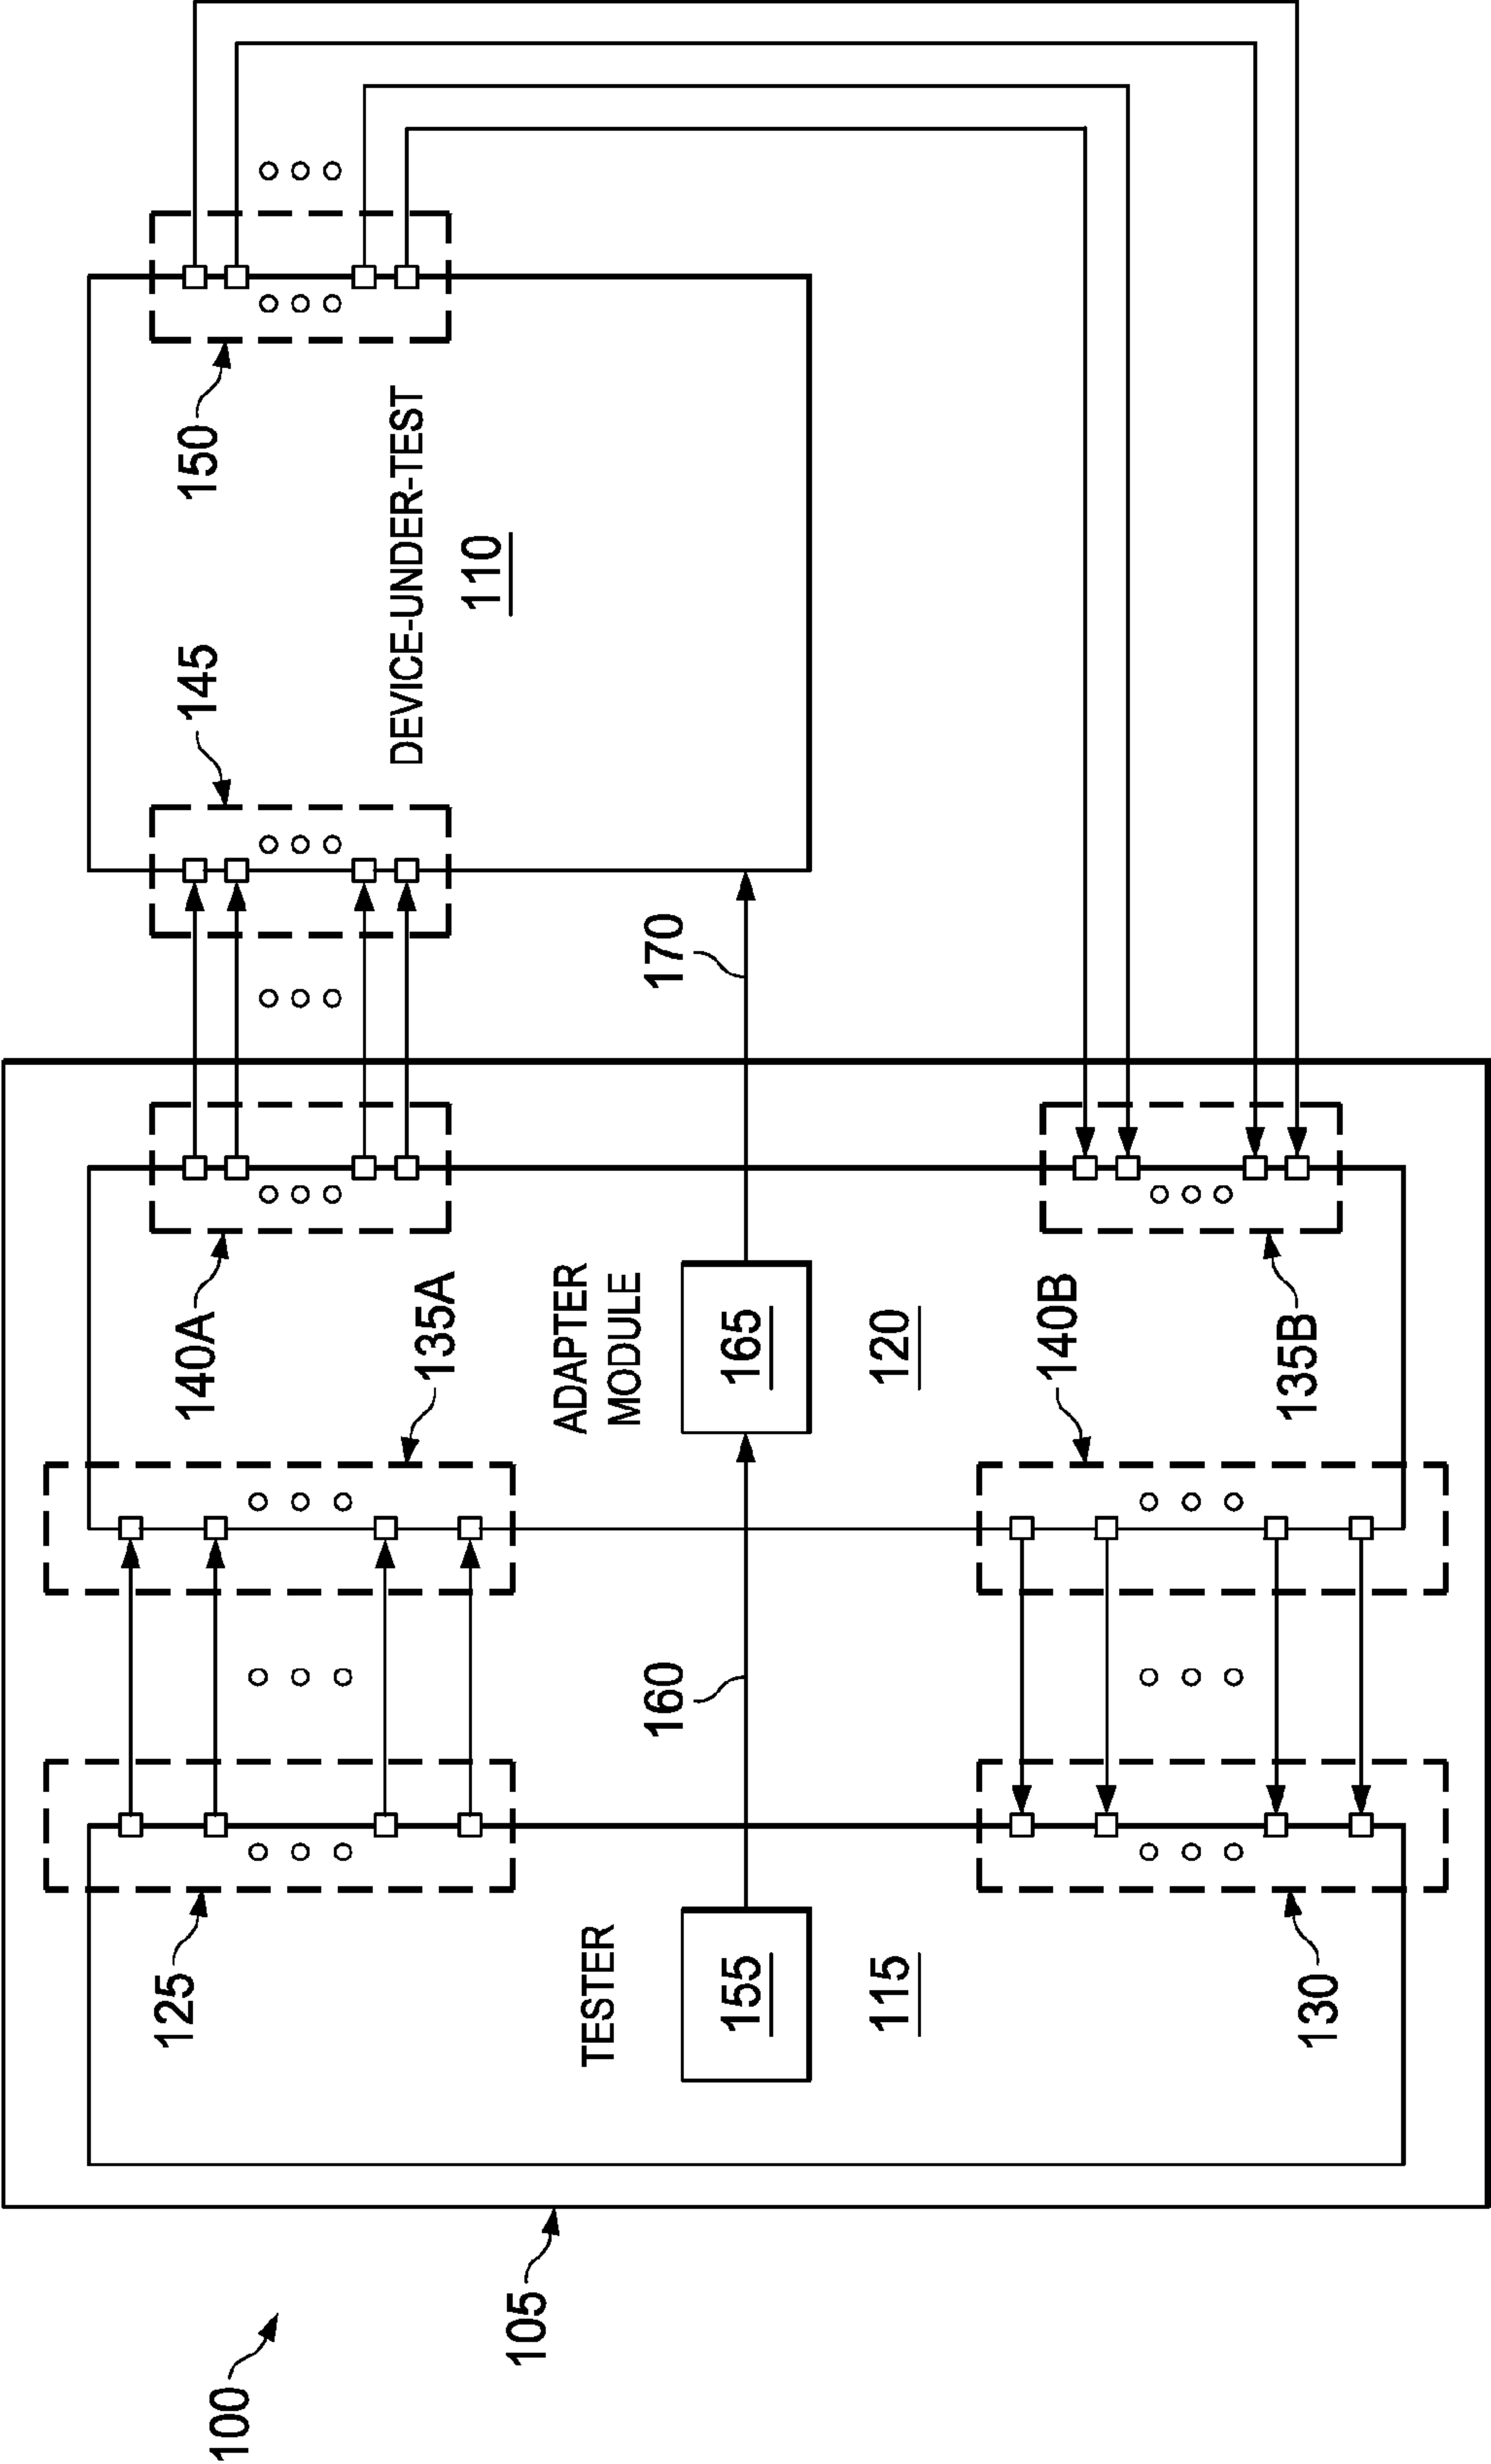 100
105
125
TESTER
155
115
130
160
140A
135A
ADAPTER
MODULE
165
120
140B
135B
170
145
150
DEVICE-UNDER-TEST
110